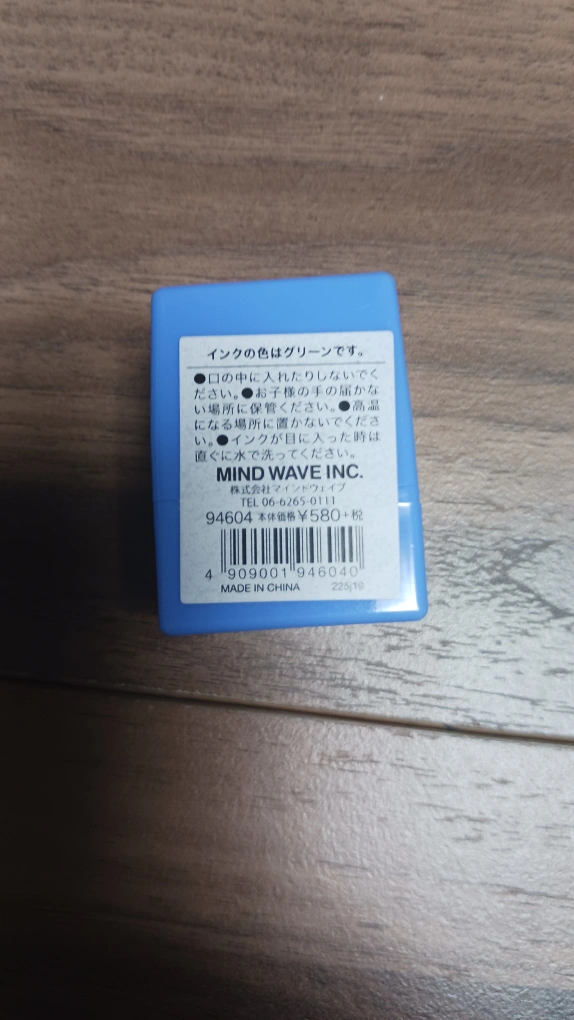 インクの色はグリーンです。
●口の中に入れたりしないでく
ださい。●お子様の手の届かな
い場所に保管ください。●高温
になる場所に置かないでくださ
い。●インクが目に入った時は
直ぐに水で洗ってください。
MIND WAVE INC.
株式会社マインドウェイブ
TEL 06-6265-0111
94604 本体価格¥580+税
4 909001 946040
MADE IN CHINA 225j10